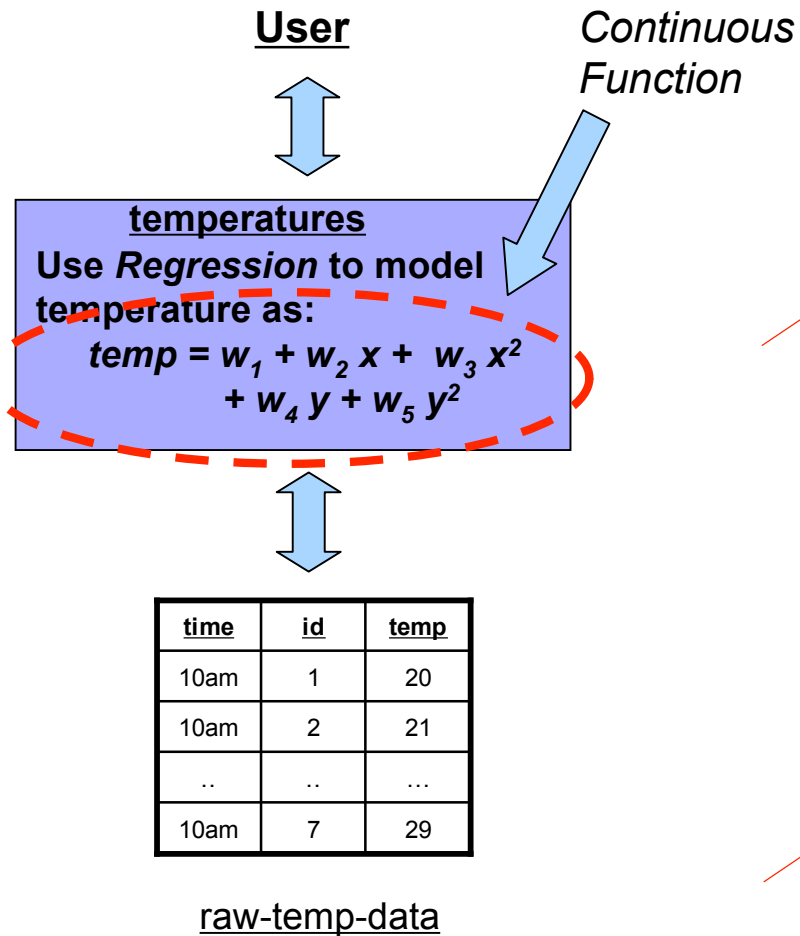 User
Continuous
Function
temperatures
Use Regression to model
temperature as:
temp = w₁ + w₂ x + w₃ x²
+ w₄ y + w₅ y²
time id temp
10am 1 20
10am 2 21
.. .. ...
10am 7 29
raw-temp-data